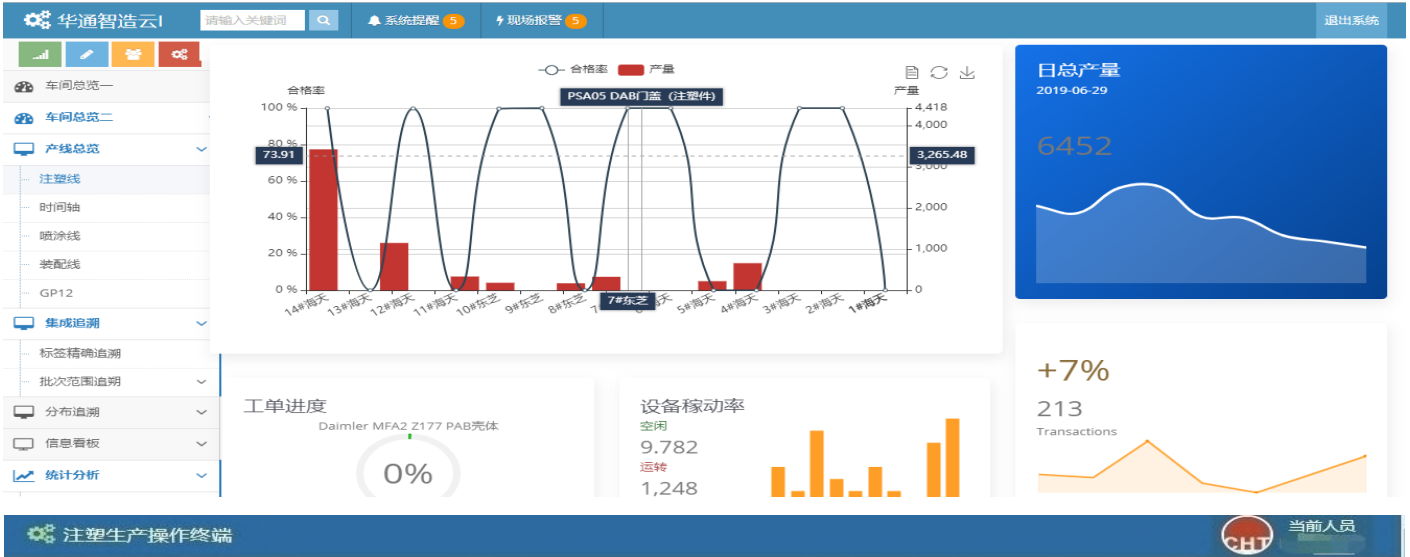 华通智造云I 请输入关键词 系统提醒 5 现场报警 5 退出系统
车间总览一
车间总览二
产线总览
注塑线
时间轴
喷涂线
装配线
GP12
集成追溯
标签精确追溯
批次范围追朔
分布追溯
信息看板
统计分析
合格率 产量
合格率
产量
PSA05 DAB门盖 (注塑件)
100 %
80 %
73.91
60 %
40 %
20 %
0 %
4,418
4,000
3,265.48
3,000
2,000
1,000
0
14#海天 13#海天 12#海天 11#海天 10#东芝 9#东芝 8#东芝 7#东芝 5#海天 4#海天 3#海天 2#海天 1#海天
日总产量
2019-06-29
6452
工单进度
Daimler MFA2 Z177 PAB壳体
0%
设备稼动率
空闲
9.782
运转
1,248
+7%
213
Transactions
注塑生产操作终端
CHT 当前人员